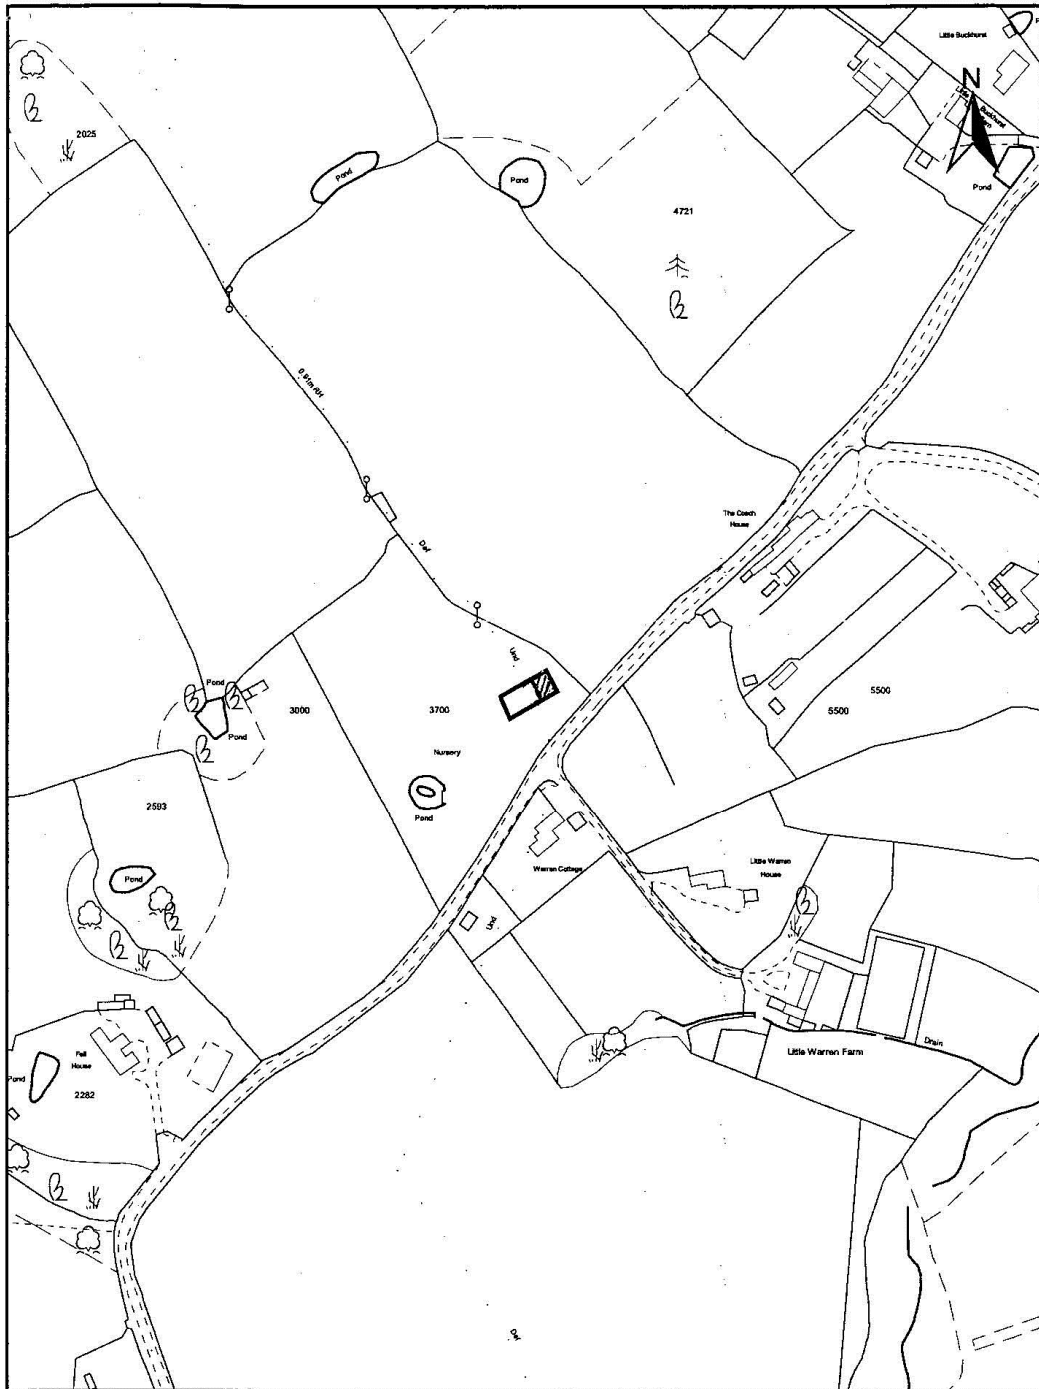 Little Buckhurst
N
Buckhurst
2025
Pond
Pond
Pond
4721
0.91m RH
The Coach
House
Def
Und
Pond
3000
3700
5500
5500
Pond
Nursery
Pond
2593
Pond
Warren Cottage
Little Warren
House
Und
Fell
House
Pond
2282
Drain
Little Warren Farm
Def